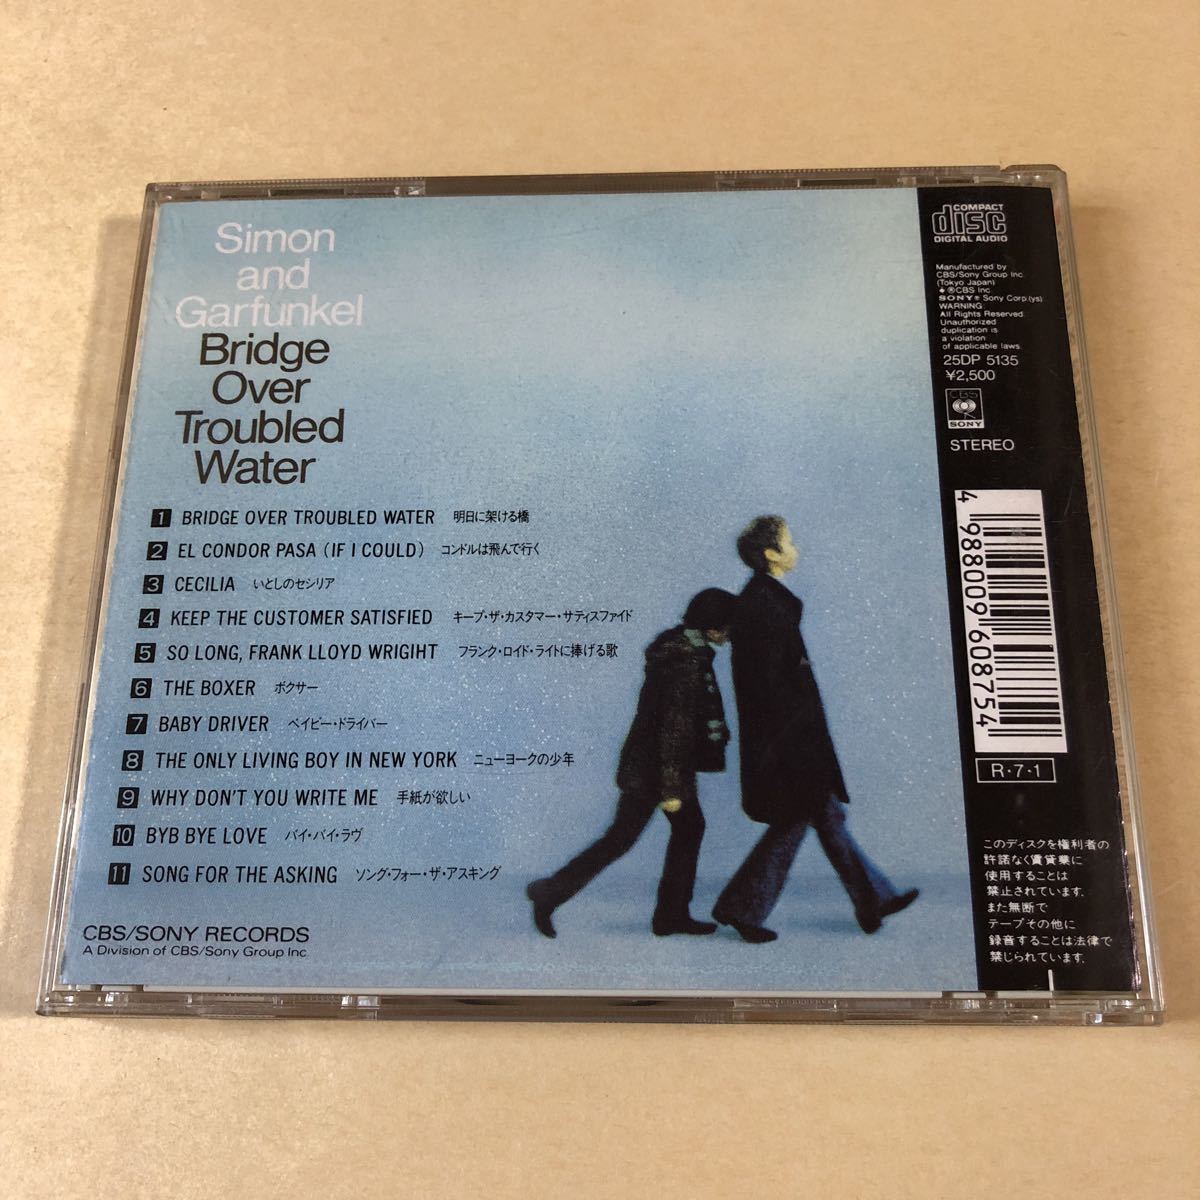 Simon
and
Garfunkel
Bridge
Over
Troubled
Water
1 BRIDGE OVER TROUBLED WATER 明日に架ける橋
2 EL CONDOR PASA (IF I COULD) コンドルは飛んで行く
3 CECILIA いとしのセシリア
4 KEEP THE CUSTOMER SATISFIED キープ・ザ・カスタマー・サティスファイド
5 SO LONG, FRANK LLOYD WRIGIHT フランク・ロイド・ライトに捧げる歌
6 THE BOXER ボクサー
7 BABY DRIVER ベイビー・ドライバー
8 THE ONLY LIVING BOY IN NEW YORK ニューヨークの少年
9 WHY DON'T YOU WRITE ME 手紙が欲しい
10 BYB BYE LOVE バイ・バイ・ラヴ
11 SONG FOR THE ASKING ソング・フォー・ザ・アスキング
CBS/SONY RECORDS
A Division of CBS/Sony Group Inc.
COMPACT
disc
DIGITAL AUDIO
Manufactured by
CBS/Sony Group Inc.
(Tokyo Japan)
℗CBS Inc.
SONY® Sony Corp.(ys)
WARNING
All Rights Reserved.
Unauthorized
duplication is
a violation
of applicable laws.
25DP 5135
¥2,500
CBS
SONY
STEREO
4 988009 608754
R・7・1
このディスクを権利者の
許諾なく賃貸業に
使用することは
禁止されています.
また無断で
テープその他に
録音することは法律で
禁じられています.